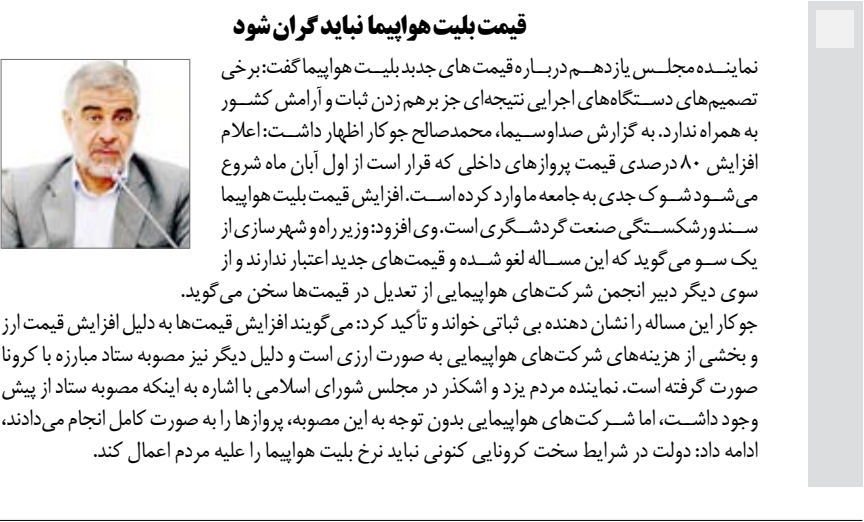 قیمت بلیت هواپیما نباید گران شود
نماینده مجلس یازدهم درباره قیمت های جدید بلیت هواپیما گفت: برخی
تصمیم‌های دستگاه‌های اجرایی نتیجه‌ای جز برهم زدن ثبات و آرامش کشور
به همراه ندارد. به گزارش صداوسیما، محمدصالح جوکار اظهار داشت: اعلام
افزایش ۸۰ درصدی قیمت پروازهای داخلی که قرار است از اول آبان ماه شروع
می‌شود شوک جدی به جامعه ما وارد کرده است. افزایش قیمت بلیت هواپیما
سند ورشکستگی صنعت گردشگری است. وی افزود: وزیر راه و شهرسازی از
یک سو می گوید که این مساله لغو شده و قیمت‌های جدید اعتبار ندارند و از
سوی دیگر دبیر انجمن شرکت‌های هواپیمایی از تعدیل در قیمت‌ها سخن می گوید.
جوکار این مساله را نشان دهنده بی ثباتی خواند و تأکید کرد: می گویند افزایش قیمت‌ها به دلیل افزایش قیمت ارز
و بخشی از هزینه‌های شرکت‌های هواپیمایی به صورت ارزی است و دلیل دیگر نیز مصوبه ستاد مبارزه با کرونا
صورت گرفته است. نماینده مردم یزد و اشکذر در مجلس شورای اسلامی با اشاره به اینکه مصوبه ستاد از پیش
وجود داشت، اما شرکت‌های هواپیمایی بدون توجه به این مصوبه، پروازها را به صورت کامل انجام می‌دادند،
ادامه داد: دولت در شرایط سخت کرونایی کنونی نباید نرخ بلیت هواپیما را علیه مردم اعمال کند.